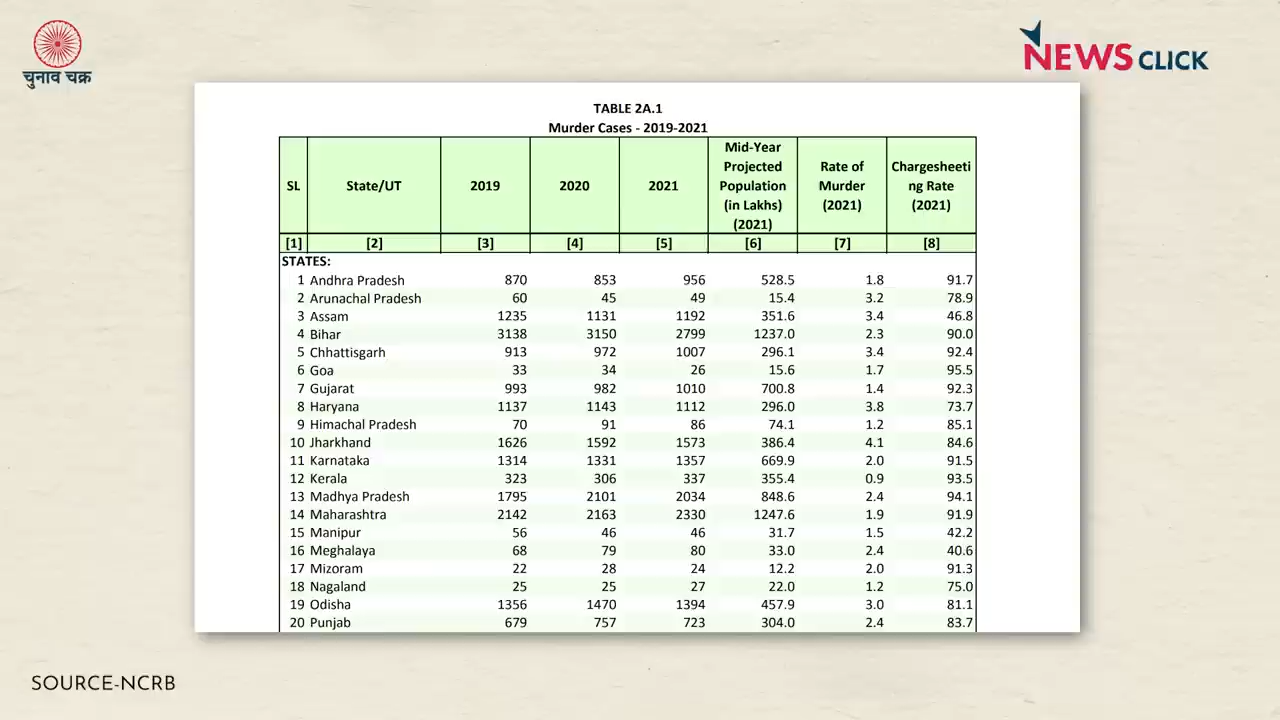 चुनाव चक्र
NEWS CLICK
TABLE 2A.1
Murder Cases - 2019-2021
SL State/UT 2019 2020 2021 Mid-Year Projected Population (in Lakhs) (2021) Rate of Murder (2021) Chargesheeti ng Rate (2021)
[1] [2] [3] [4] [5] [6] [7] [8]
STATES:
1 Andhra Pradesh 870 853 956 528.5 1.8 91.7
2 Arunachal Pradesh 60 45 49 15.4 3.2 78.9
3 Assam 1235 1131 1192 351.6 3.4 46.8
4 Bihar 3138 3150 2799 1237.0 2.3 90.0
5 Chhattisgarh 913 972 1007 296.1 3.4 92.4
6 Goa 33 34 26 15.6 1.7 95.5
7 Gujarat 993 982 1010 700.8 1.4 92.3
8 Haryana 1137 1143 1112 296.0 3.8 73.7
9 Himachal Pradesh 70 91 86 74.1 1.2 85.1
10 Jharkhand 1626 1592 1573 386.4 4.1 84.6
11 Karnataka 1314 1331 1357 669.9 2.0 91.5
12 Kerala 323 306 337 355.4 0.9 93.5
13 Madhya Pradesh 1795 2101 2034 848.6 2.4 94.1
14 Maharashtra 2142 2163 2330 1247.6 1.9 91.9
15 Manipur 56 46 46 31.7 1.5 42.2
16 Meghalaya 68 79 80 33.0 2.4 40.6
17 Mizoram 22 28 24 12.2 2.0 91.3
18 Nagaland 25 25 27 22.0 1.2 75.0
19 Odisha 1356 1470 1394 457.9 3.0 81.1
20 Punjab 679 757 723 304.0 2.4 83.7
SOURCE-NCRB